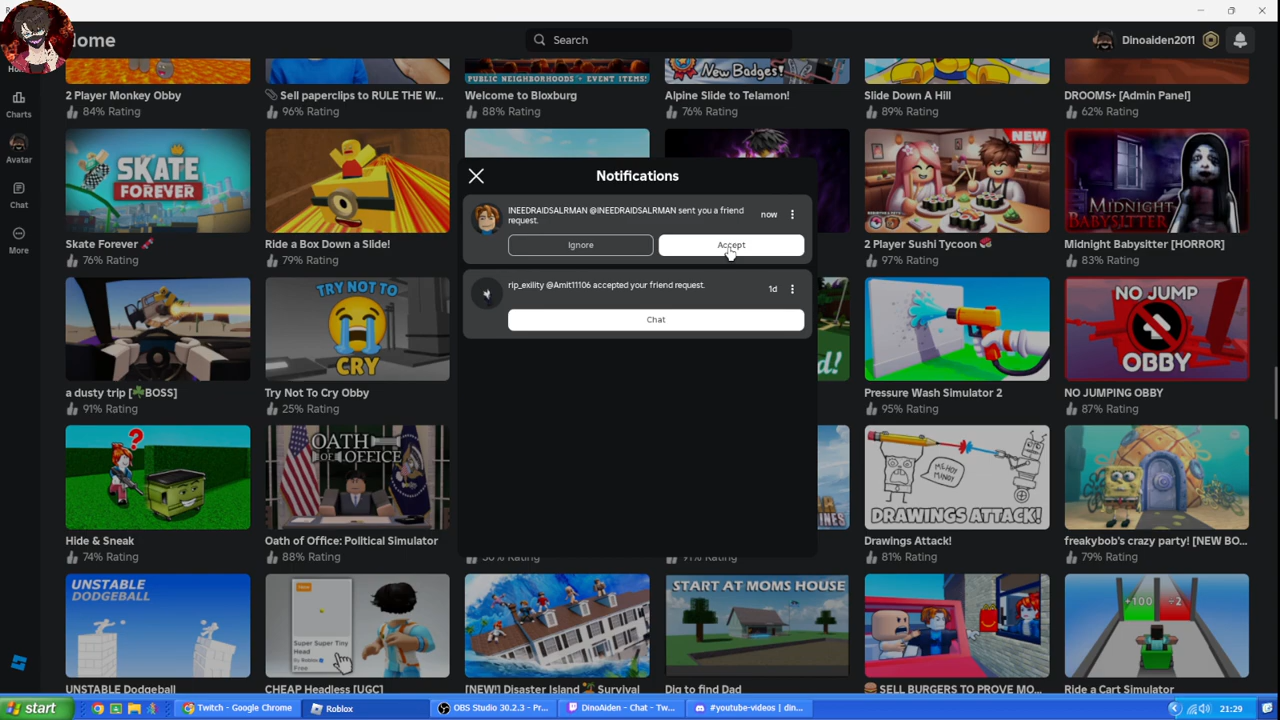 Home
Search
Dinoaiden2011
Charts
Avatar
Chat
More
PUBLIC NEIGHBORHOODS • EVENT ITEMS!
New Badges!
2 Player Monkey Obby
84% Rating
📎 Sell paperclips to RULE THE W...
96% Rating
Welcome to Bloxburg
88% Rating
Alpine Slide to Telamon!
76% Rating
Slide Down A Hill
89% Rating
DROOMS+ [Admin Panel]
62% Rating
SKATE
FOREVER
NEW
MIDNIGHT
BABYSITTER
Notifications
INEEDRAIDSALRMAN @INEEDRAIDSALRMAN sent you a friend
request.
now
Ignore
Accept
rip_exility @Amit11106 accepted your friend request.
1d
Chat
Skate Forever 🚀
76% Rating
Ride a Box Down a Slide!
79% Rating
2 Player Sushi Tycoon 🍣
97% Rating
Midnight Babysitter [HORROR]
83% Rating
TRY NOT TO
CRY
NO JUMP
OBBY
a dusty trip [☘BOSS]
91% Rating
Try Not To Cry Obby
25% Rating
Pressure Wash Simulator 2
95% Rating
NO JUMPING OBBY
87% Rating
?
OATH
OF OFFICE
DRAWINGS ATTACK!
Hide & Sneak
74% Rating
Oath of Office: Political Simulator
88% Rating
Drawings Attack!
81% Rating
freakybob's crazy party! [NEW BO...
79% Rating
UNSTABLE
DODGEBALL
Super Super Tiny
Head
By Roblox
Free
START AT MOMS HOUSE
+100
÷2
UNSTABLE Dodgeball
CHEAP Headless [UGC]
[NEW!] Disaster Island 🏝 Survival
Dig to find Dad
🍔 SELL BURGERS TO PROVE MO...
Ride a Cart Simulator
start
Twitch - Google Chrome
Roblox
OBS Studio 30.2.3 - Pr...
DinoAiden - Chat - Tw...
#youtube-videos | din...
21:29